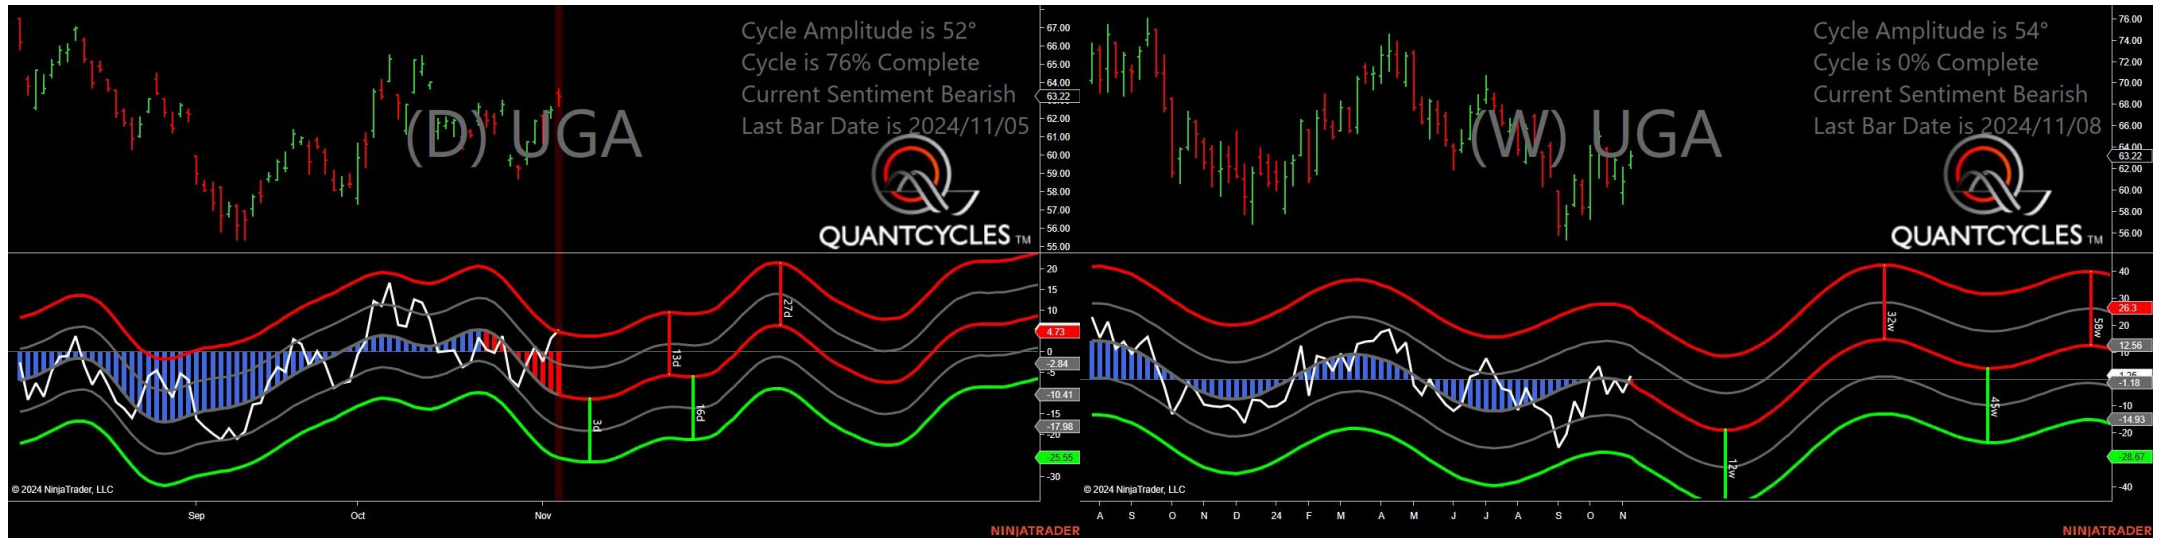 Cycle Amplitude is 52°
Cycle is 76% Complete
Current Sentiment Bearish
Last Bar Date is 2024/11/05
(D) UGA
QUANTCYCLES TM
67.00
66.00
65.00
64.00
63.22
62.00
61.00
60.00
59.00
58.00
57.00
56.00
55.00
20
15
10
4.73
0
-2.84
-5
-10.41
-15
-17.98
-20
-25.55
-30
3d
13d
16d
27d
© 2024 NinjaTrader, LLC
Sep Oct Nov
NINJATRADER
Cycle Amplitude is 54°
Cycle is 0% Complete
Current Sentiment Bearish
Last Bar Date is 2024/11/08
(W) UGA
QUANTCYCLES TM
76.00
74.00
72.00
70.00
68.00
66.00
64.00
63.22
62.00
60.00
58.00
56.00
40
30
26.3
20
12.56
10
-1.18
-10
-14.93
-20
-28.67
-40
12w
32w
45w
58w
© 2024 NinjaTrader, LLC
A S O N D 24 F M A M J J A S O N
NINJATRADER